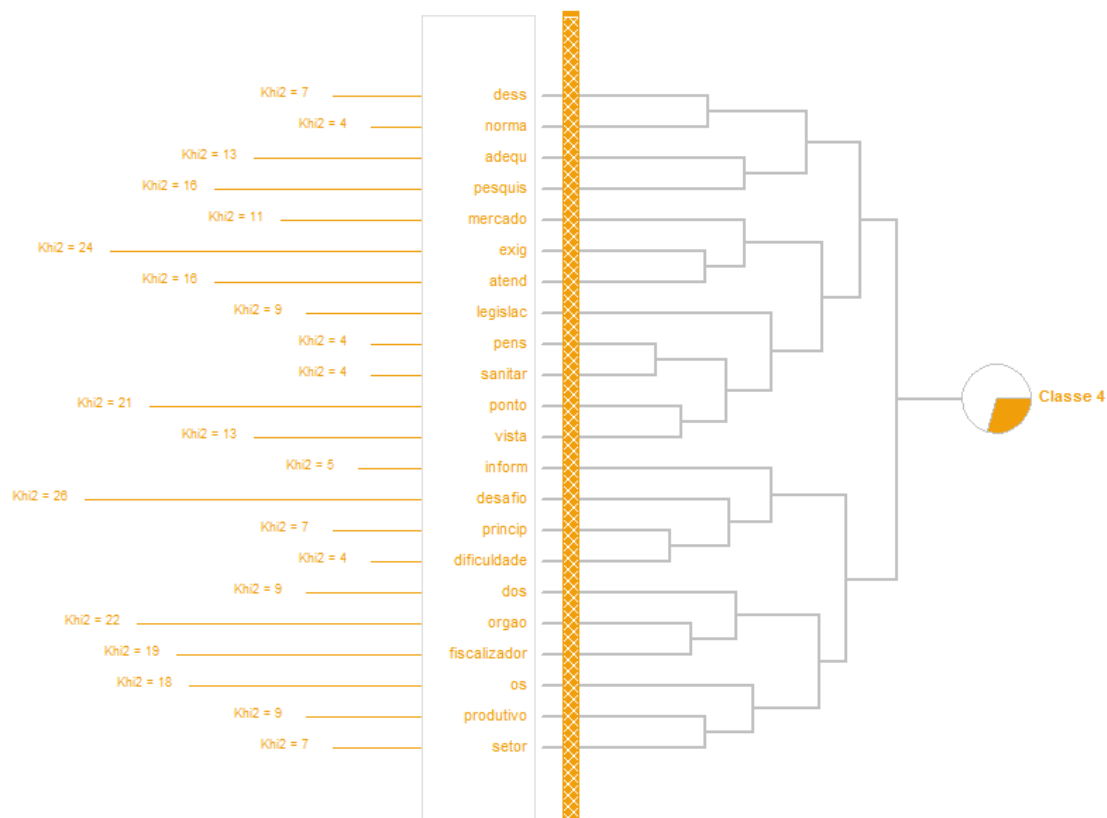 Khi2 = 7 dess
Khi2 = 4 norma
Khi2 = 13 adequ
Khi2 = 16 pesquis
Khi2 = 11 mercado
Khi2 = 24 exig
Khi2 = 16 atend
Khi2 = 9 legislac
Khi2 = 4 pens
Khi2 = 4 sanitar
Classe 4
Khi2 = 21 ponto
Khi2 = 13 vista
Khi2 = 5 inform
Khi2 = 26 desafio
Khi2 = 7 princip
Khi2 = 4 dificuldade
Khi2 = 9 dos
Khi2 = 22 orgao
Khi2 = 19 fiscalizador
Khi2 = 18 os
Khi2 = 9 produtivo
Khi2 = 7 setor